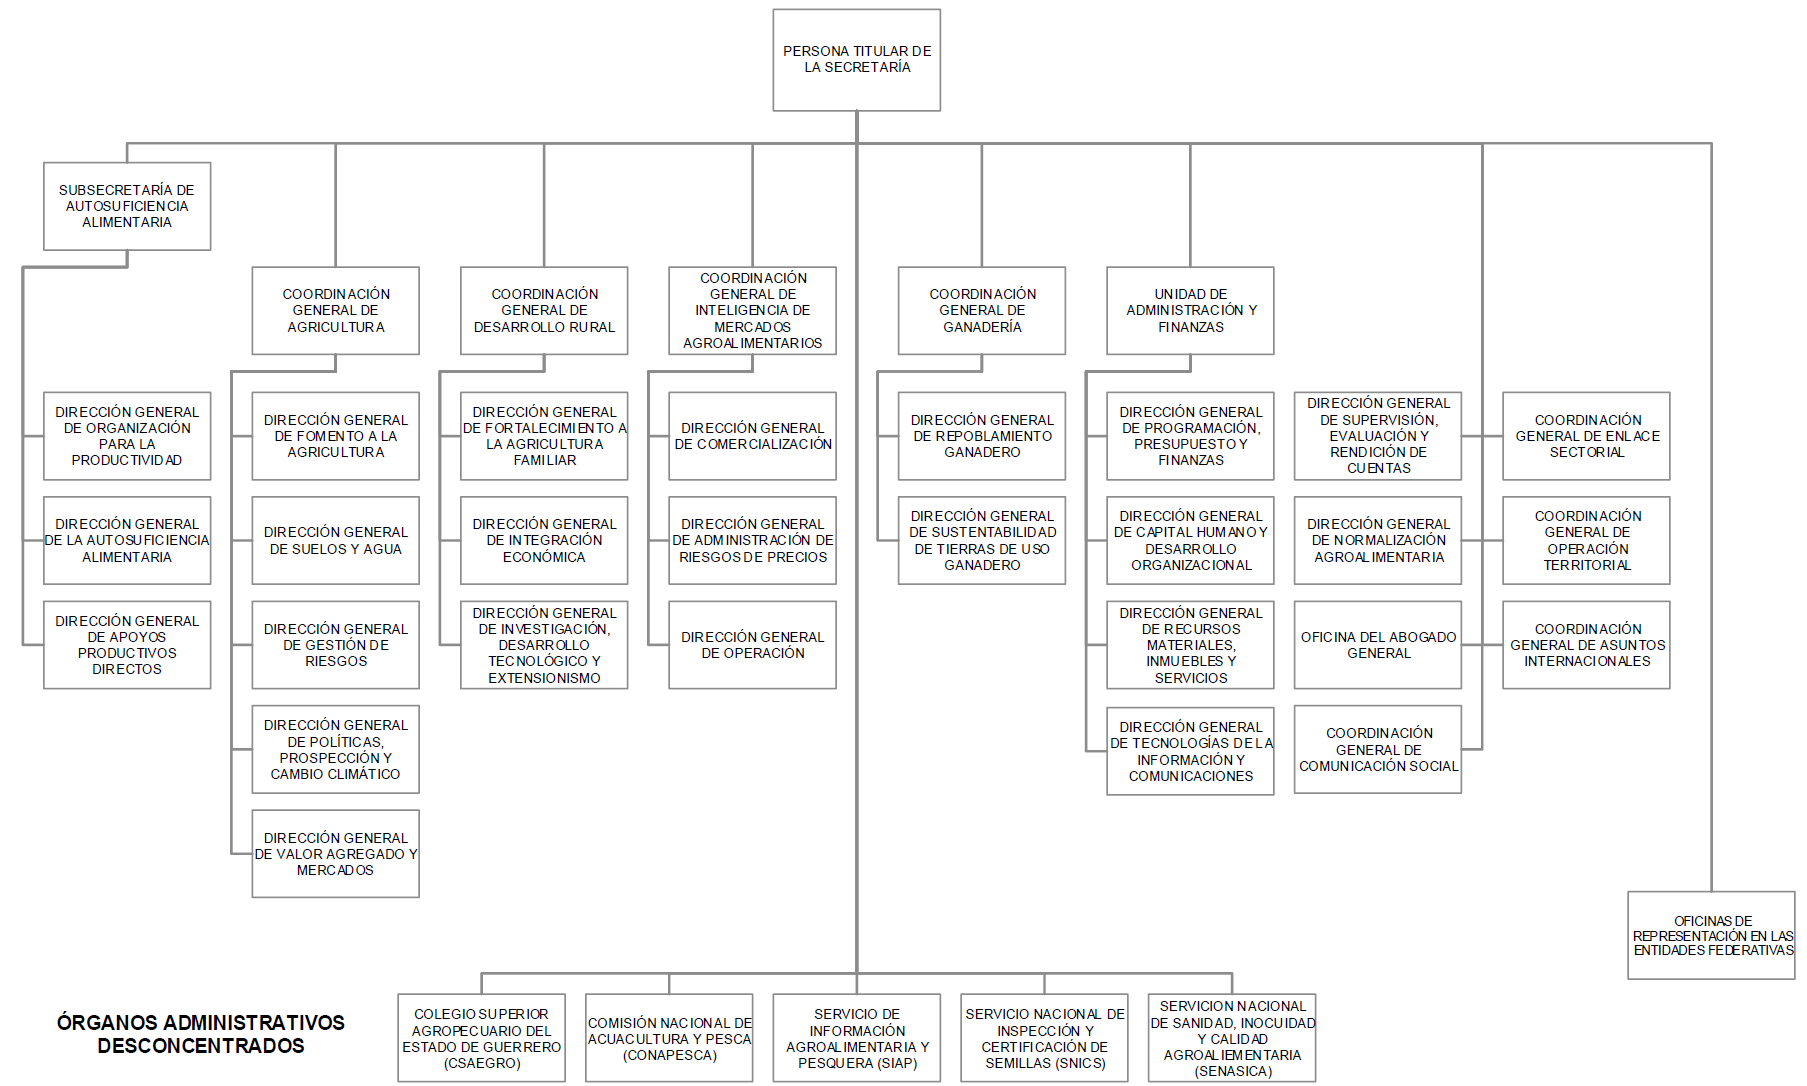 PERSONA TITULAR DE
LA SECRETARÍA
SUBSECRETARÍA DE
AUTOSUFICIENCIA
ALIMENTARIA
COORDINACIÓN
GENERAL DE
AGRICULTURA
COORDINACIÓN
GENERAL DE
DESARROLLO RURAL
COORDINACIÓN
GENERAL DE
INTELIGENCIA DE
MERCADOS
AGROALIMENTARIOS
COORDINACIÓN
GENERAL DE
GANADERÍA
UNIDAD DE
ADMINISTRACIÓN Y
FINANZAS
DIRECCIÓN GENERAL
DE ORGANIZACIÓN
PARA LA
PRODUCTIVIDAD
DIRECCIÓN GENERAL
DE FOMENTO A LA
AGRICULTURA
DIRECCIÓN GENERAL
DE FORTALECIMIENTO A
LA AGRICULTURA
FAMILIAR
DIRECCIÓN GENERAL
DE COMERCIALIZACIÓN
DIRECCIÓN GENERAL
DE REPOBLAMIENTO
GANADERO
DIRECCIÓN GENERAL
DE PROGRAMACIÓN,
PRESUPUESTO Y
FINANZAS
DIRECCIÓN GENERAL
DE SUPERVISIÓN,
EVALUACIÓN Y
RENDICIÓN DE
CUENTAS
COORDINACIÓN
GENERAL DE ENLACE
SECTORIAL
DIRECCIÓN GENERAL
DE LA AUTOSUFICIENCIA
ALIMENTARIA
DIRECCIÓN GENERAL
DE SUELOS Y AGUA
DIRECCIÓN GENERAL
DE INTEGRACIÓN
ECONÓMICA
DIRECCIÓN GENERAL
DE ADMINISTRACIÓN DE
RIESGOS DE PRECIOS
DIRECCIÓN GENERAL
DE SUSTENTABILIDAD
DE TIERRAS DE USO
GANADERO
DIRECCIÓN GENERAL
DE CAPITAL HUMANO Y
DESARROLLO
ORGANIZACIONAL
DIRECCIÓN GENERAL
DE NORMALIZACIÓN
AGROALIMENTARIA
COORDINACIÓN
GENERAL DE
OPERACIÓN
TERRITORIAL
DIRECCIÓN GENERAL
DE APOYOS
PRODUCTIVOS
DIRECTOS
DIRECCIÓN GENERAL
DE GESTIÓN DE
RIESGOS
DIRECCIÓN GENERAL
DE INVESTIGACIÓN,
DESARROLLO
TECNOLÓGICO Y
EXTENSIONISMO
DIRECCIÓN GENERAL
DE OPERACIÓN
DIRECCIÓN GENERAL
DE RECURSOS
MATERIALES,
INMUEBLES Y
SERVICIOS
OFICINA DEL ABOGADO
GENERAL
COORDINACIÓN
GENERAL DE ASUNTOS
INTERNACIONALES
DIRECCIÓN GENERAL
DE POLÍTICAS,
PROSPECCIÓN Y
CAMBIO CLIMÁTICO
DIRECCIÓN GENERAL
DE TECNOLOGÍAS DE LA
INFORMACIÓN Y
COMUNICACIONES
COORDINACIÓN
GENERAL DE
COMUNICACIÓN SOCIAL
DIRECCIÓN GENERAL
DE VALOR AGREGADO Y
MERCADOS
OFICINAS DE
REPRESENTACIÓN EN LAS
ENTIDADES FEDERATIVAS
ÓRGANOS ADMINISTRATIVOS
DESCONCENTRADOS
COLEGIO SUPERIOR
AGROPECUARIO DEL
ESTADO DE GUERRERO
(CSAEGRO)
COMISIÓN NACIONAL DE
ACUACULTURA Y PESCA
(CONAPESCA)
SERVICIO DE
INFORMACIÓN
AGROALIMENTARIA Y
PESQUERA (SIAP)
SERVICIO NACIONAL DE
INSPECCIÓN Y
CERTIFICACIÓN DE
SEMILLAS (SNICS)
SERVICION NACIONAL
DE SANIDAD, INOCUIDAD
Y CALIDAD
AGROALIEMENTARIA
(SENASICA)